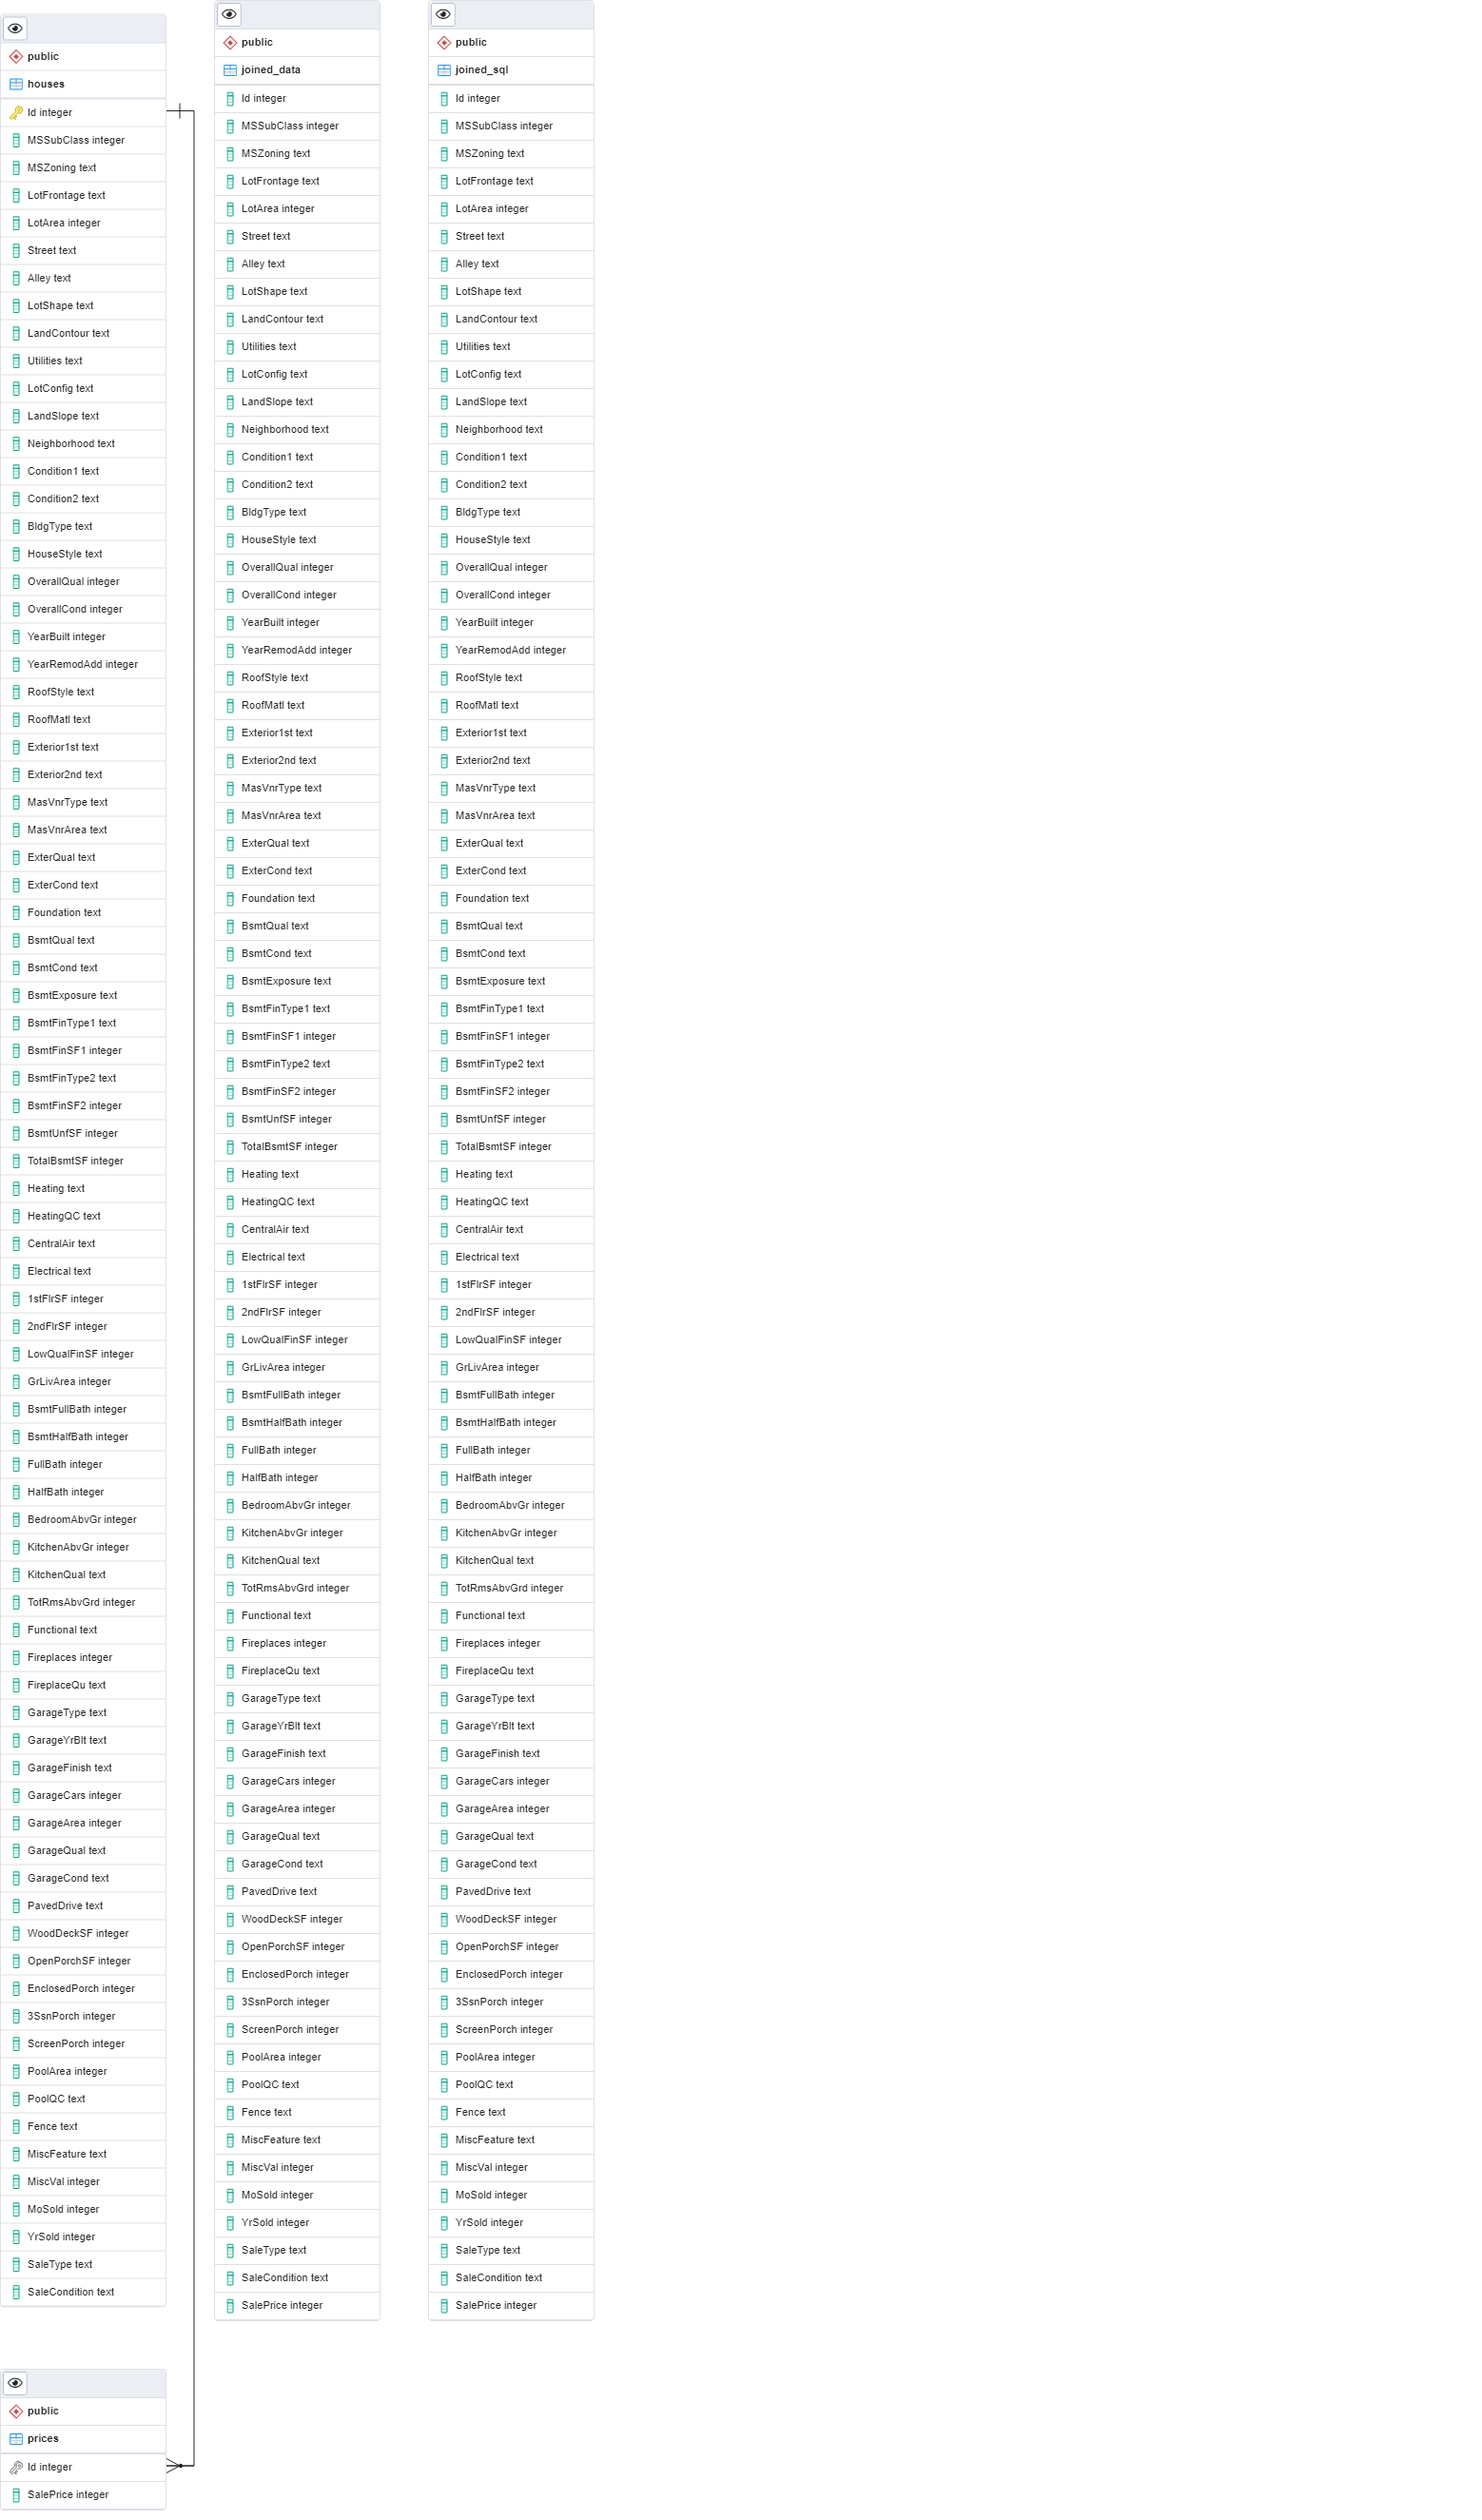 public
houses
Id integer
MSSubClass integer
MSZoning text
LotFrontage text
LotArea integer
Street text
Alley text
LotShape text
LandContour text
Utilities text
LotConfig text
LandSlope text
Neighborhood text
Condition1 text
Condition2 text
BldgType text
HouseStyle text
OverallQual integer
OverallCond integer
YearBuilt integer
YearRemodAdd integer
RoofStyle text
RoofMatl text
Exterior1st text
Exterior2nd text
MasVnrType text
MasVnrArea text
ExterQual text
ExterCond text
Foundation text
BsmtQual text
BsmtCond text
BsmtExposure text
BsmtFinType1 text
BsmtFinSF1 integer
BsmtFinType2 text
BsmtFinSF2 integer
BsmtUnfSF integer
TotalBsmtSF integer
Heating text
HeatingQC text
CentralAir text
Electrical text
1stFlrSF integer
2ndFlrSF integer
LowQualFinSF integer
GrLivArea integer
BsmtFullBath integer
BsmtHalfBath integer
FullBath integer
HalfBath integer
BedroomAbvGr integer
KitchenAbvGr integer
KitchenQual text
TotRmsAbvGrd integer
Functional text
Fireplaces integer
FireplaceQu text
GarageType text
GarageYrBlt text
GarageFinish text
GarageCars integer
GarageArea integer
GarageQual text
GarageCond text
PavedDrive text
WoodDeckSF integer
OpenPorchSF integer
EnclosedPorch integer
3SsnPorch integer
ScreenPorch integer
PoolArea integer
PoolQC text
Fence text
MiscFeature text
MiscVal integer
MoSold integer
YrSold integer
SaleType text
SaleCondition text
public
prices
Id integer
SalePrice integer
public
joined_data
Id integer
MSSubClass integer
MSZoning text
LotFrontage text
LotArea integer
Street text
Alley text
LotShape text
LandContour text
Utilities text
LotConfig text
LandSlope text
Neighborhood text
Condition1 text
Condition2 text
BldgType text
HouseStyle text
OverallQual integer
OverallCond integer
YearBuilt integer
YearRemodAdd integer
RoofStyle text
RoofMatl text
Exterior1st text
Exterior2nd text
MasVnrType text
MasVnrArea text
ExterQual text
ExterCond text
Foundation text
BsmtQual text
BsmtCond text
BsmtExposure text
BsmtFinType1 text
BsmtFinSF1 integer
BsmtFinType2 text
BsmtFinSF2 integer
BsmtUnfSF integer
TotalBsmtSF integer
Heating text
HeatingQC text
CentralAir text
Electrical text
1stFlrSF integer
2ndFlrSF integer
LowQualFinSF integer
GrLivArea integer
BsmtFullBath integer
BsmtHalfBath integer
FullBath integer
HalfBath integer
BedroomAbvGr integer
KitchenAbvGr integer
KitchenQual text
TotRmsAbvGrd integer
Functional text
Fireplaces integer
FireplaceQu text
GarageType text
GarageYrBlt text
GarageFinish text
GarageCars integer
GarageArea integer
GarageQual text
GarageCond text
PavedDrive text
WoodDeckSF integer
OpenPorchSF integer
EnclosedPorch integer
3SsnPorch integer
ScreenPorch integer
PoolArea integer
PoolQC text
Fence text
MiscFeature text
MiscVal integer
MoSold integer
YrSold integer
SaleType text
SaleCondition text
SalePrice integer
public
joined_sql
Id integer
MSSubClass integer
MSZoning text
LotFrontage text
LotArea integer
Street text
Alley text
LotShape text
LandContour text
Utilities text
LotConfig text
LandSlope text
Neighborhood text
Condition1 text
Condition2 text
BldgType text
HouseStyle text
OverallQual integer
OverallCond integer
YearBuilt integer
YearRemodAdd integer
RoofStyle text
RoofMatl text
Exterior1st text
Exterior2nd text
MasVnrType text
MasVnrArea text
ExterQual text
ExterCond text
Foundation text
BsmtQual text
BsmtCond text
BsmtExposure text
BsmtFinType1 text
BsmtFinSF1 integer
BsmtFinType2 text
BsmtFinSF2 integer
BsmtUnfSF integer
TotalBsmtSF integer
Heating text
HeatingQC text
CentralAir text
Electrical text
1stFlrSF integer
2ndFlrSF integer
LowQualFinSF integer
GrLivArea integer
BsmtFullBath integer
BsmtHalfBath integer
FullBath integer
HalfBath integer
BedroomAbvGr integer
KitchenAbvGr integer
KitchenQual text
TotRmsAbvGrd integer
Functional text
Fireplaces integer
FireplaceQu text
GarageType text
GarageYrBlt text
GarageFinish text
GarageCars integer
GarageArea integer
GarageQual text
GarageCond text
PavedDrive text
WoodDeckSF integer
OpenPorchSF integer
EnclosedPorch integer
3SsnPorch integer
ScreenPorch integer
PoolArea integer
PoolQC text
Fence text
MiscFeature text
MiscVal integer
MoSold integer
YrSold integer
SaleType text
SaleCondition text
SalePrice integer